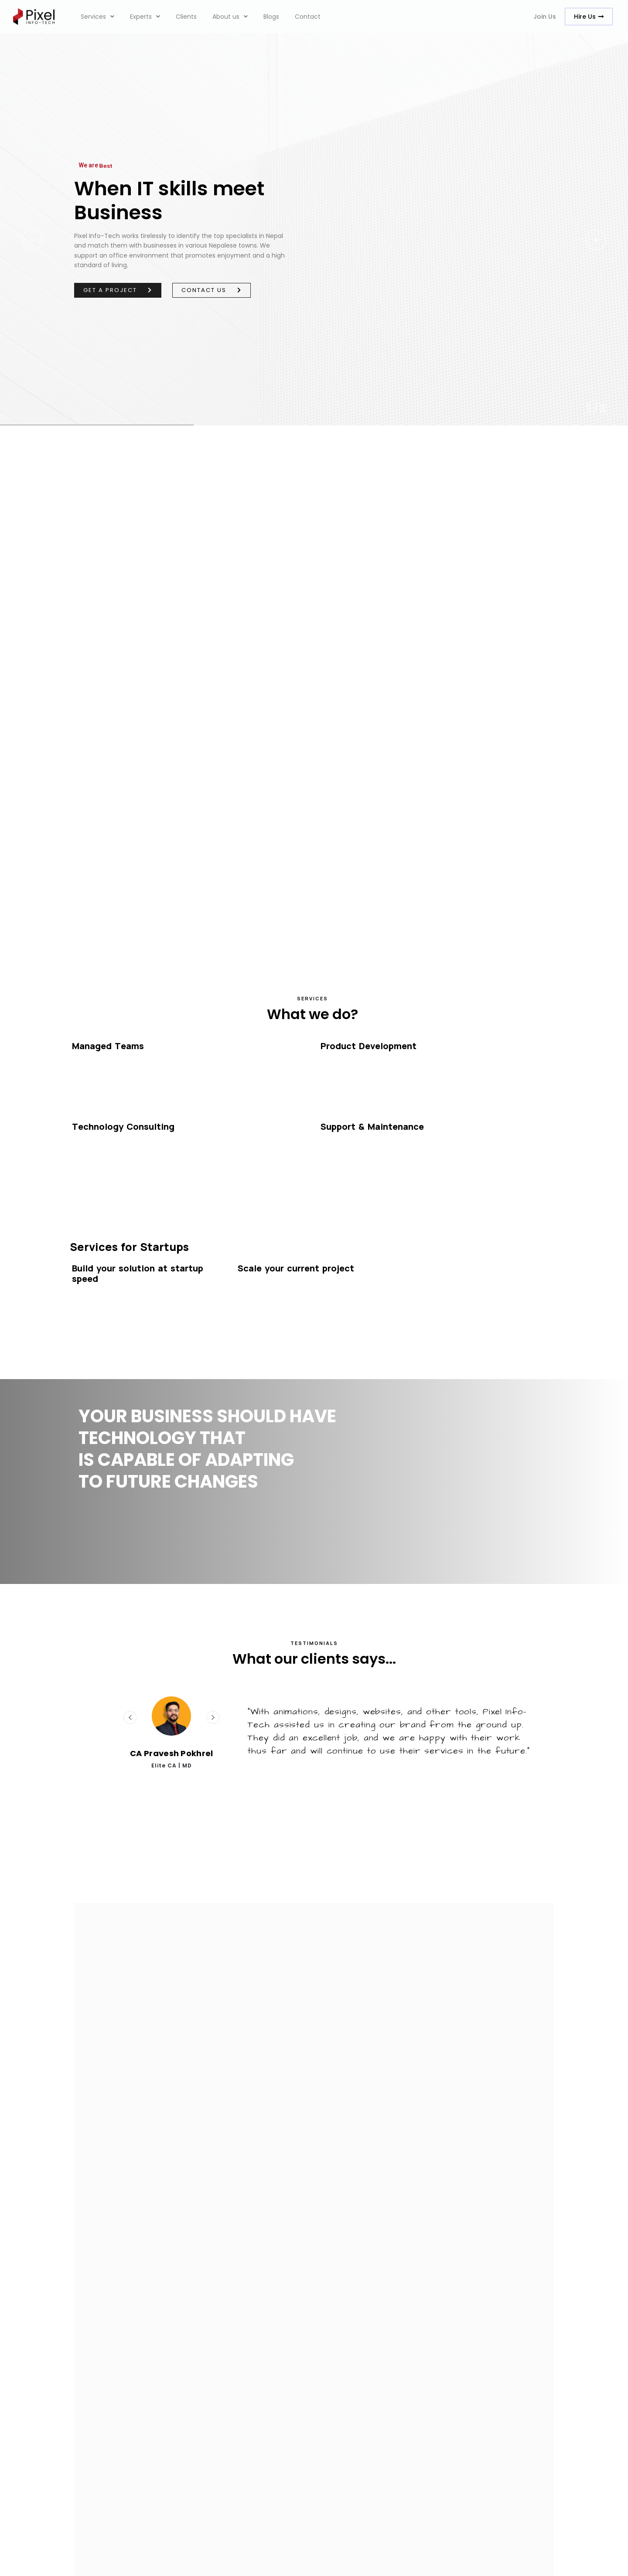 Pixel
INFO-TECH
Services
Experts
Clients
About us
Blogs
Contact
Join Us
Hire Us
We are Best
When IT skills meet
Business
Pixel Info-Tech works tirelessly to identify the top specialists in Nepal
and match them with businesses in various Nepalese towns. We
support an office environment that promotes enjoyment and a high
standard of living.
GET A PROJECT
CONTACT US
SERVICES
What we do?
Managed Teams
Product Development
Technology Consulting
Support & Maintenance
Services for Startups
Build your solution at startup
speed
Scale your current project
YOUR BUSINESS SHOULD HAVE
TECHNOLOGY THAT
IS CAPABLE OF ADAPTING
TO FUTURE CHANGES
TESTIMONIALS
What our clients says...
CA Pravesh Pokhrel
Elite CA | MD
"With animations, designs, websites, and other tools, Pixel Info-
Tech assisted us in creating our brand from the ground up.
They did an excellent job, and we are happy with their work
thus far and will continue to use their services in the future."